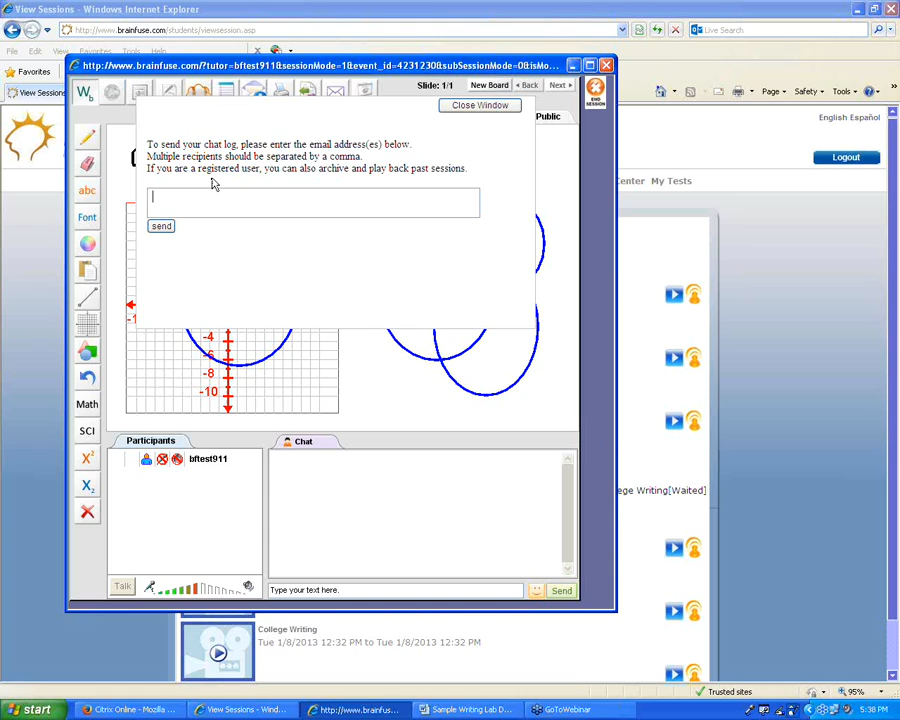 View Sessions - Windows Internet Explorer
http://www.brainfuse.com/students/viewsession.asp
Live Search
File Edit View Favorites Tools Help
Favorites
View Sessions
Page
Safety
Tools
http://www.brainfuse.com/?tutor=bftest911&sessionMode=1&event_id=4231230&subSessionMode=0&isMo...
Wb
Slide: 1/1
New Board
Back
Next
END SESSION
Close Window
Public
To send your chat log, please enter the email address(es) below.
Multiple recipients should be separated by a comma.
If you are a registered user, you can also archive and play back past sessions.
send
abc
Font
Math
SCI
X²
X₂
-4
-6
-8
-10
Participants
bftest911
Talk
Chat
Type your text here.
Send
Español
English
Logout
Center
My Tests
ege Writing[Waited]
College Writing
Tue 1/8/2013 12:32 PM to Tue 1/8/2013 12:32 PM
Trusted sites
95%
start
Citrix Online - Mozilla ...
View Sessions - Wind...
http://www.brainfus...
Sample Writing Lab D...
GoToWebinar
5:38 PM